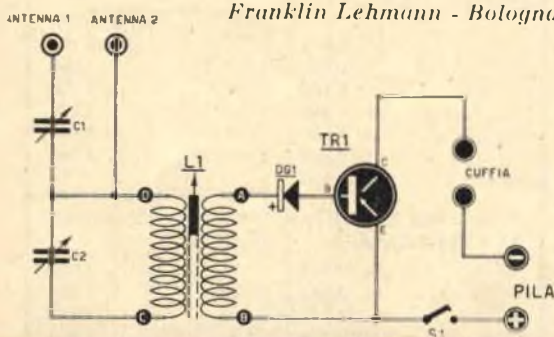 Franklin Lehmann - Bologna
ANTENNA 1 ANTENNA 2
C1
TR1
L1
DG1
C
D
A
B
+
CUFFIA
E
C2
-
PILA
C
B
S1
+